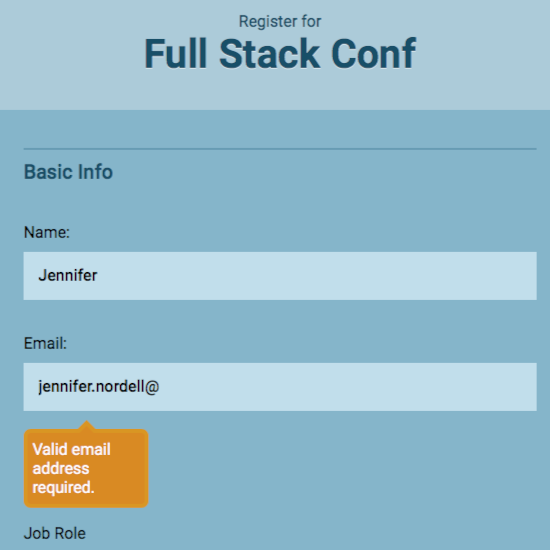 Register for
Full Stack Conf
Basic Info
Name:
Jennifer
Email:
jennifer.nordell@
Valid email
address
required.
Job Role